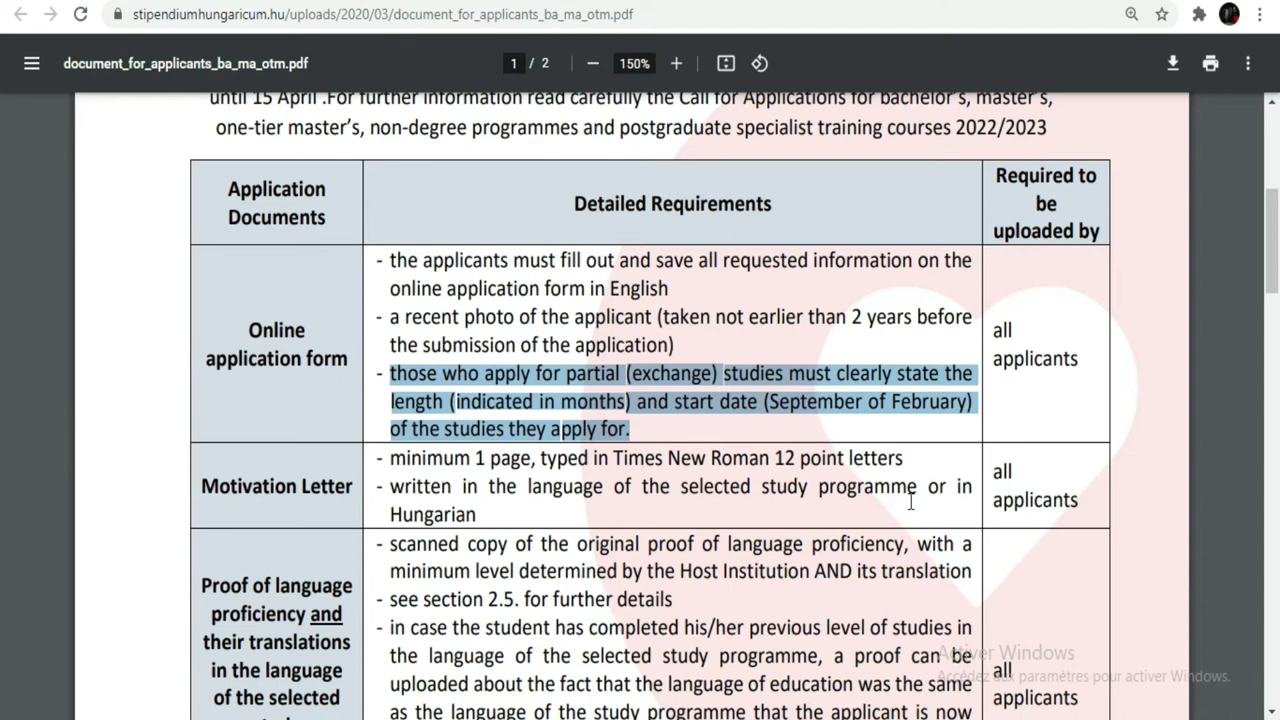 stipendiumhungaricum.hu/uploads/2020/03/document_for_applicants_ba_ma_otm.pdf
document_for_applicants_ba_ma_otm.pdf
1 / 2
150%
until 15 April .For further information read carefully the Call for Applications for bachelor's, master's,
one-tier master's, non-degree programmes and postgraduate specialist training courses 2022/2023
Application
Documents
Detailed Requirements
Required to
be
uploaded by
Online
application form
- the applicants must fill out and save all requested information on the
online application form in English
- a recent photo of the applicant (taken not earlier than 2 years before
the submission of the application)
- those who apply for partial (exchange) studies must clearly state the
length (indicated in months) and start date (September of February)
of the studies they apply for.
all
applicants
Motivation Letter
- minimum 1 page, typed in Times New Roman 12 point letters
- written in the language of the selected study programme or in
Hungarian
all
applicants
Proof of language
proficiency and
their translations
in the language
of the selected
- scanned copy of the original proof of language proficiency, with a
minimum level determined by the Host Institution AND its translation
- see section 2.5. for further details
- in case the student has completed his/her previous level of studies in
the language of the selected study programme, a proof can be
uploaded about the fact that the language of education was the same
as the language of the study programme that the applicant is now
all
applicants
Activer Windows
Accédez aux paramètres pour activer Windows.